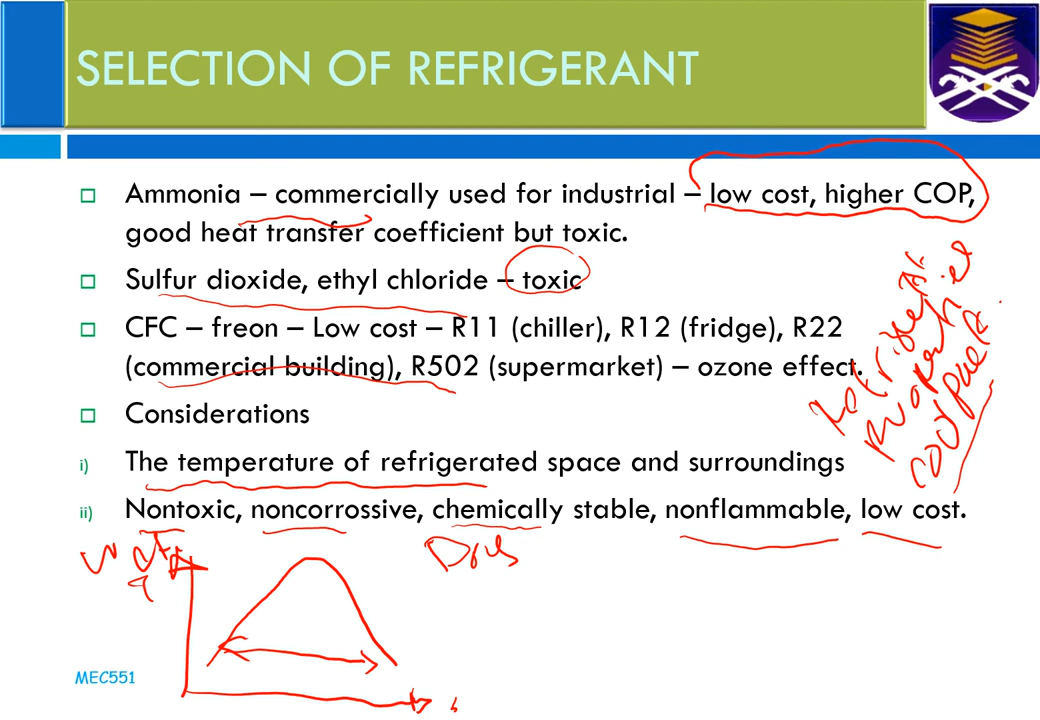 SELECTION OF REFRIGERANT
Ammonia – commercially used for industrial – low cost, higher COP,
good heat transfer coefficient but toxic.
Sulfur dioxide, ethyl chloride – toxic
CFC – freon – Low cost – R11 (chiller), R12 (fridge), R22
(commercial building), R502 (supermarket) – ozone effect.
Considerations
i) The temperature of refrigerated space and surroundings
ii) Nontoxic, noncorrossive, chemically stable, nonflammable, low cost.
MEC551